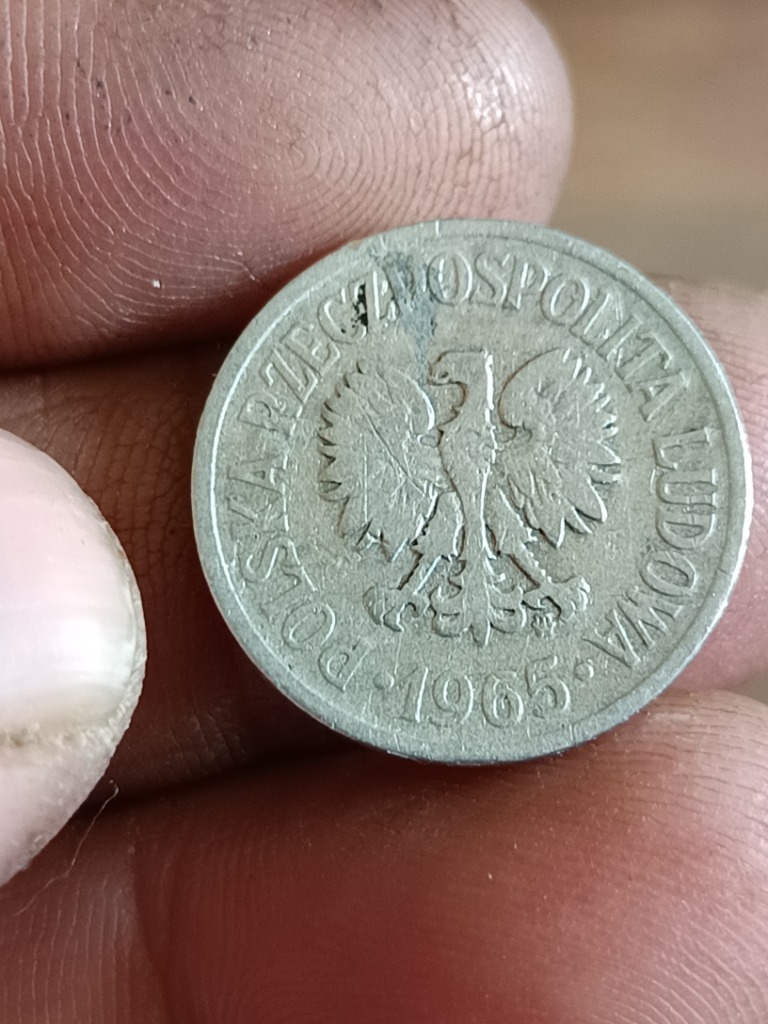 POLSKA RZECZPOSPOLITA LUDOWA
· 1965 ·